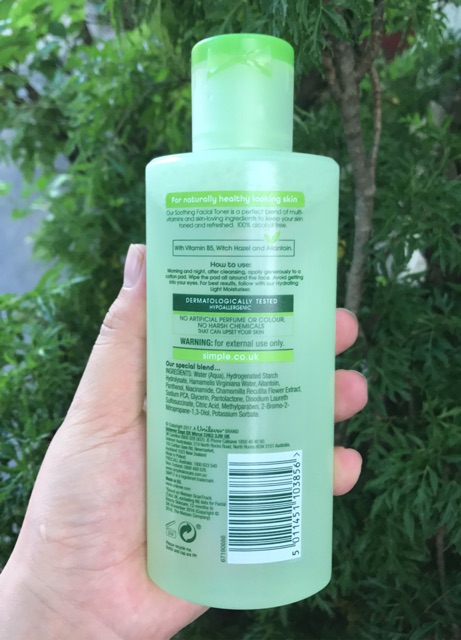 For naturally healthy looking skin
Our Soothing Facial Toner is a perfect blend of multi-
vitamins and skin-loving ingredients to keep your skin
toned and refreshed. 100% alcohol free.
with Vitamin B5, Witch Hazel and Allantoin.
How to use:
Morning and night, after cleansing, apply generously to a
cotton pad. Wipe the pad all around the face. Avoid getting
into your eyes. For best results, follow with our Hydrating
Light Moisturiser.
DERMATOLOGICALLY TESTED
HYPOALLERGENIC
NO ARTIFICIAL PERFUME OR COLOUR,
NO HARSH CHEMICALS
THAT CAN UPSET YOUR SKIN
WARNING: for external use only.
simple.co.uk
Our special blend...
INGREDIENTS: Water (Aqua), Hydrogenated Starch
Hydrolysate, Hamamelis Virginiana Water, Allantoin,
Panthenol, Niacinamide, Chamomilla Recutita Flower Extract,
Sodium PCA, Glycerin, Pantolactone, Disodium Laureth
Sulfosuccinate, Citric Acid, Methylparaben, 2-Bromo-2-
Nitropropane-1,3-Diol, Potassium Sorbate.
Unilever BRAND
67180080
5 011451 103856